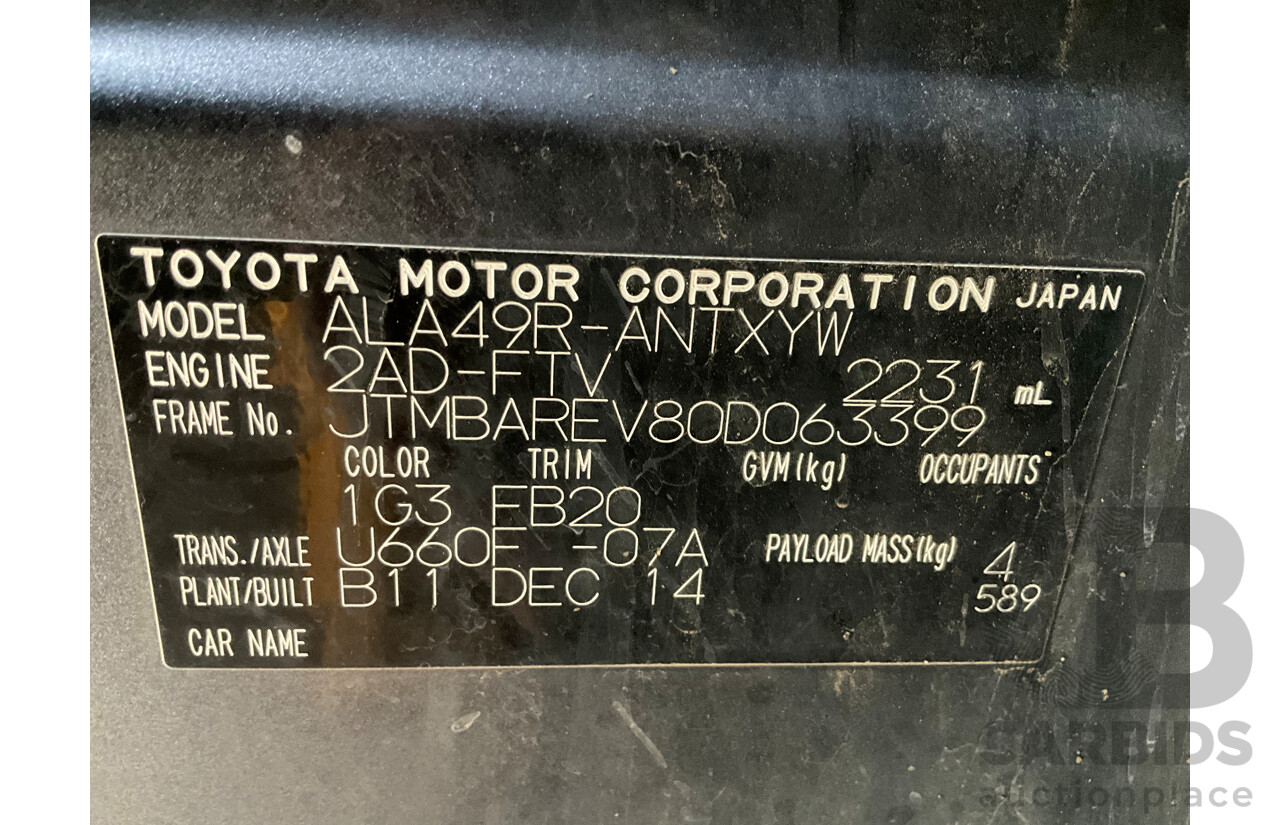 TOYOTA MOTOR CORPORATION JAPAN
MODEL ALA49R-ANTXYW
ENGINE 2AD-FTV 2231 mL
FRAME No. JTMBAREV80D063399
COLOR TRIM GVM(kg) OCCUPANTS
1G3 FB20
TRANS./AXLE U660F -07A PAYLOAD MASS(kg) 4
PLANT/BUILT B11 DEC 14 589
CAR NAME
B
CARBIDS
auctionplace